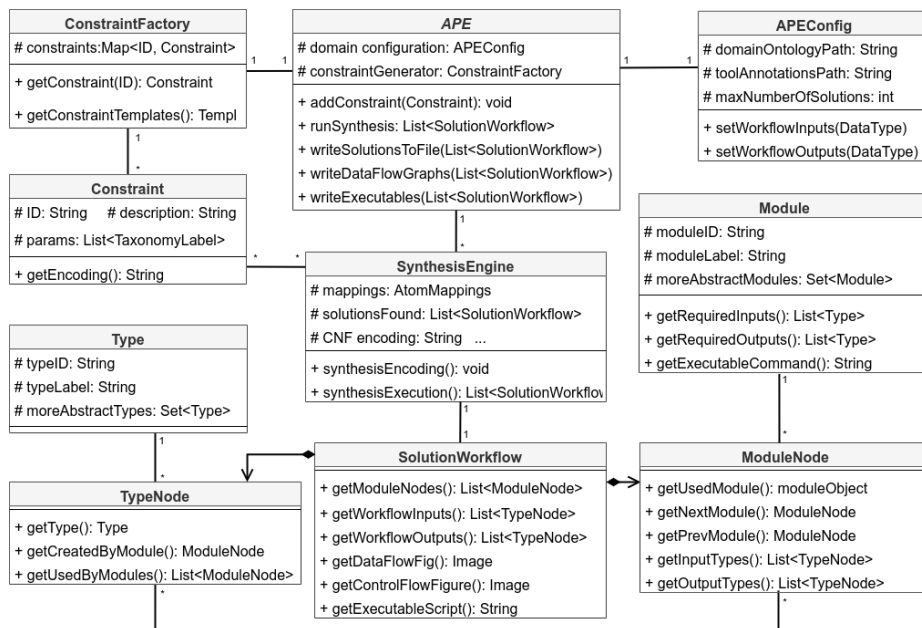 ConstraintFactory
# constraints:Map<ID, Constraint>
+ getConstraint(ID): Constraint
+ getConstraintTemplates(): Templ
1
1
APE
# domain configuration: APEConfig
# constraintGenerator: ConstraintFactory
+ addConstraint(Constraint): void
+ runSynthesis: List<SolutionWorkflow>
+ writeSolutionsToFile(List<SolutionWorkflow>)
+ writeDataFlowGraphs(List<SolutionWorkflow>)
+ writeExecutables(List<SolutionWorkflow>)
1
1
APEConfig
# domainOntologyPath: String
# toolAnnotationsPath: String
# maxNumberOfSolutions: int
+ setWorkflowInputs(DataType)
+ setWorkflowOutputs(DataType)
1
*
Constraint
# ID: String # description: String
# params: List<TaxonomyLabel>
+ getEncoding(): String
*
*
1
*
SynthesisEngine
# mappings: AtomMappings
# solutionsFound: List<SolutionWorkflow>
# CNF encoding: String ...
+ synthesisEncoding(): void
+ synthesisExecution(): List<SolutionWorkflow
Module
# moduleID: String
# moduleLabel: String
# moreAbstractModules: Set<Module>
+ getRequiredInputs(): List<Type>
+ getRequiredOutputs(): List<Type>
+ getExecutableCommand(): String
Type
# typeID: String
# typeLabel: String
# moreAbstractTypes: Set<Type>
1
*
1
1
1
*
TypeNode
+ getType(): Type
+ getCreatedByModule(): ModuleNode
+ getUsedByModules(): List<ModuleNode>
*
SolutionWorkflow
+ getModuleNodes(): List<ModuleNode>
+ getWorkflowInputs(): List<TypeNode>
+ getWorkflowOutputs(): List<TypeNode>
+ getDataFlowFig(): Image
+ getControlFlowFigure(): Image
+ getExecutableScript(): String
ModuleNode
+ getUsedModule(): moduleObject
+ getNextModule(): ModuleNode
+ getPrevModule(): ModuleNode
+ getInputTypes(): List<TypeNode>
+ getOutputTypes(): List<TypeNode>
*